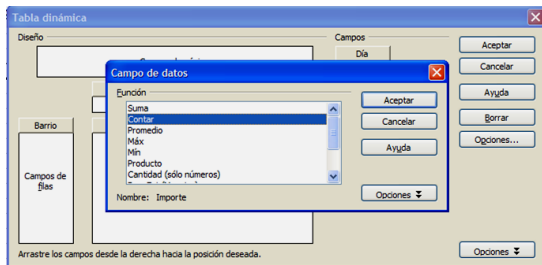 Tabla dinámica
Diseño
Campos
Día
Aceptar
Cancelar
Ayuda
Borrar
Opciones...
Campo de datos
Función
Suma
Contar
Promedio
Máx
Mín
Producto
Cantidad (sólo números)
Nombre: Importe
Aceptar
Cancelar
Ayuda
Opciones
Barrio
Campos de
filas
Arrastre los campos desde la derecha hacia la posición deseada.
Opciones